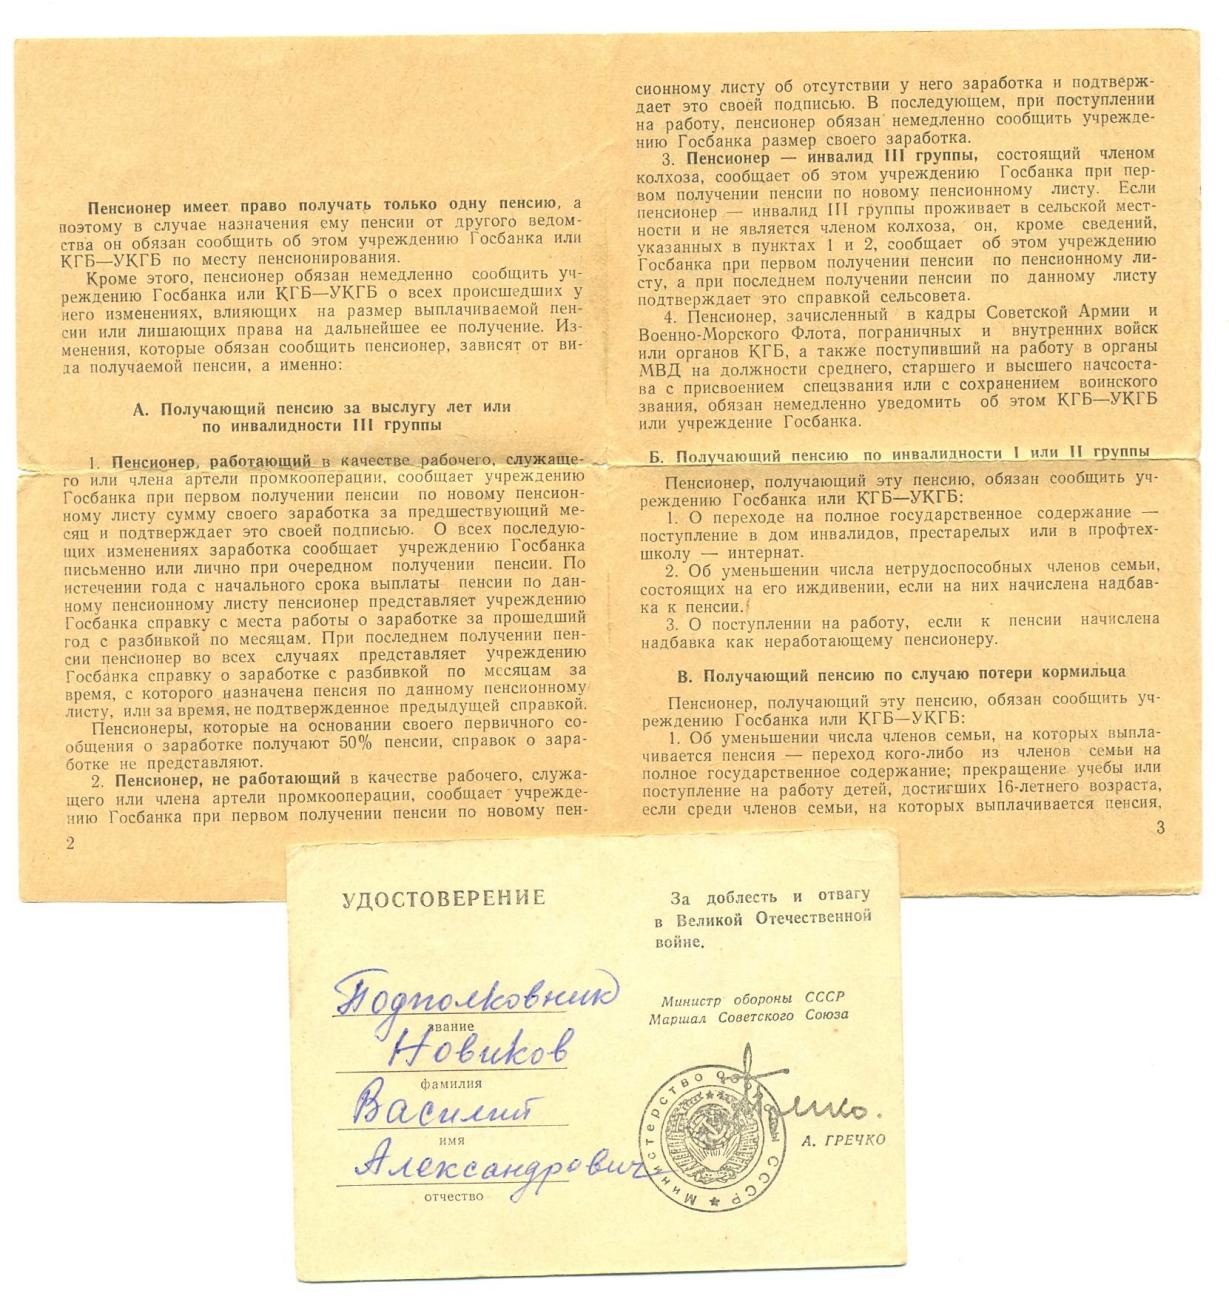 Пенсионер имеет право получать только одну пенсию, а
поэтому в случае назначения ему пенсии от другого ведом-
ства он обязан сообщить об этом учреждению Госбанка или
КГБ—УКГБ по месту пенсионирования.
Кроме этого, пенсионер обязан немедленно сообщить уч-
реждению Госбанка или КГБ—УКГБ о всех происшедших у
него изменениях, влияющих на размер выплачиваемой пен-
сии или лишающих права на дальнейшее ее получение. Из-
менения, которые обязан сообщить пенсионер, зависят от ви-
да получаемой пенсии, а именно:
А. Получающий пенсию за выслугу лет или
по инвалидности III группы
1. Пенсионер, работающий в качестве рабочего, служаще-
го или члена артели промкооперации, сообщает учреждению
Госбанка при первом получении пенсии по новому пенсион-
ному листу сумму своего заработка за предшествующий ме-
сяц и подтверждает это своей подписью. О всех последую-
щих изменениях заработка сообщает учреждению Госбанка
письменно или лично при очередном получении пенсии. По
истечении года с начального срока выплаты пенсии по дан-
ному пенсионному листу пенсионер представляет учреждению
Госбанка справку с места работы о заработке за прошедший
год с разбивкой по месяцам. При последнем получении пен-
сии пенсионер во всех случаях представляет учреждению
Госбанка справку о заработке с разбивкой по месяцам за
время, с которого назначена пенсия по данному пенсионному
листу, или за время, не подтвержденное предыдущей справкой.
Пенсионеры, которые на основании своего первичного со-
общения о заработке получают 50% пенсии, справок о зара-
ботке не представляют.
2. Пенсионер, не работающий в качестве рабочего, служа-
щего или члена артели промкооперации, сообщает учрежде-
нию Госбанка при первом получении пенсии по новому пен-
2
сионному листу об отсутствии у него заработка и подтверж-
дает это своей подписью. В последующем, при поступлении
на работу, пенсионер обязан немедленно сообщить учрежде-
нию Госбанка размер своего заработка.
3. Пенсионер — инвалид III группы, состоящий членом
колхоза, сообщает об этом учреждению Госбанка при пер-
вом получении пенсии по новому пенсионному листу. Если
пенсионер — инвалид III группы проживает в сельской мест-
ности и не является членом колхоза, он, кроме сведений,
указанных в пунктах 1 и 2, сообщает об этом учреждению
Госбанка при первом получении пенсии по пенсионному ли-
сту, а при последнем получении пенсии по данному листу
подтверждает это справкой сельсовета.
4. Пенсионер, зачисленный в кадры Советской Армии и
Военно-Морского Флота, пограничных и внутренних войск
или органов КГБ, а также поступивший на работу в органы
МВД на должности среднего, старшего и высшего начсоста-
ва с присвоением спецзвания или с сохранением воинского
звания, обязан немедленно уведомить об этом КГБ—УКГБ
или учреждение Госбанка.
Б. Получающий пенсию по инвалидности I или II группы
Пенсионер, получающий эту пенсию, обязан сообщить уч-
реждению Госбанка или КГБ—УКГБ:
1. О переходе на полное государственное содержание —
поступление в дом инвалидов, престарелых или в профтех-
школу — интернат.
2. Об уменьшении числа нетрудоспособных членов семьи,
состоящих на его иждивении, если на них начислена надбав-
ка к пенсии.
3. О поступлении на работу, если к пенсии начислена
надбавка как неработающему пенсионеру.
В. Получающий пенсию по случаю потери кормильца
Пенсионер, получающий эту пенсию, обязан сообщить уч-
реждению Госбанка или КГБ—УКГБ:
1. Об уменьшении числа членов семьи, на которых выпла-
чивается пенсия — переход кого-либо из членов семьи на
полное государственное содержание; прекращение учебы или
поступление на работу детей, достигших 16-летнего возраста,
если среди членов семьи, на которых выплачивается пенсия,
3
УДОСТОВЕРЕНИЕ
Подполковник
звание
Новиков
фамилия
Василий
имя
Александрович
отчество
За доблесть и отвагу
в Великой Отечественной
войне.
Министр обороны СССР
Маршал Советского Союза
Министерство обороны СССР
А. ГРЕЧКО